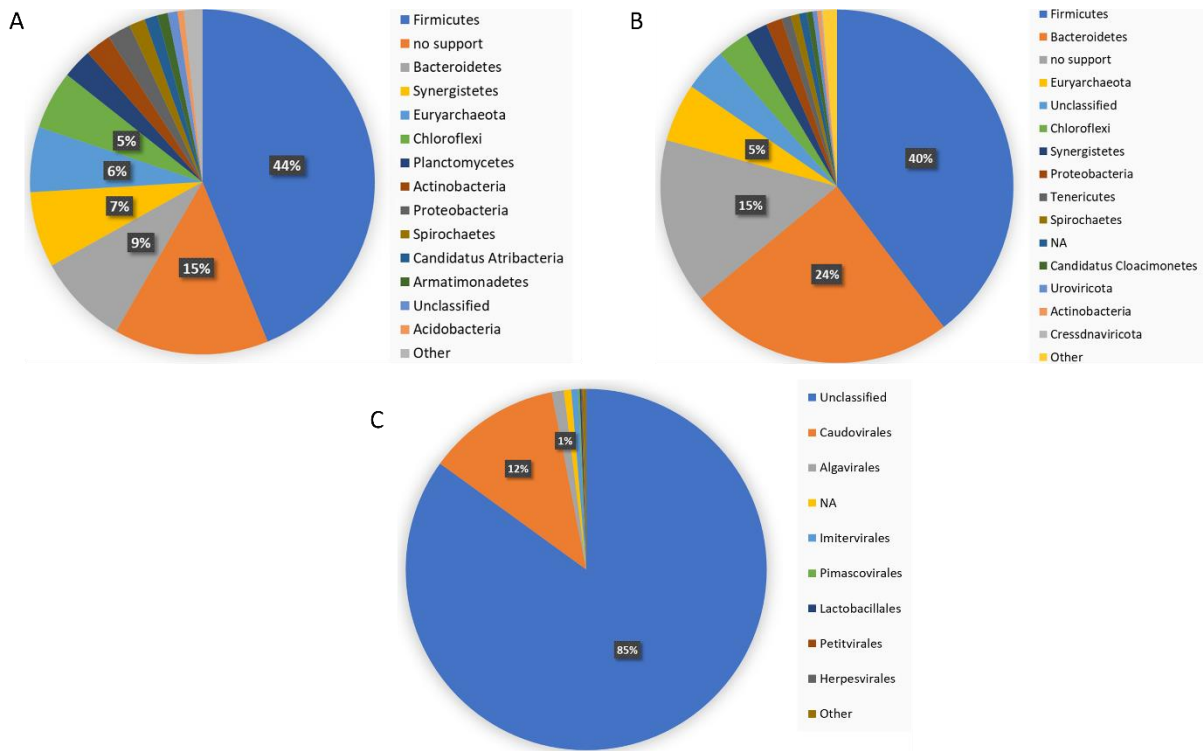 A
44%
15%
9%
7%
6%
5%
Firmicutes
no support
Bacteroidetes
Synergistetes
Euryarchaeota
Chloroflexi
Planctomycetes
Actinobacteria
Proteobacteria
Spirochaetes
Candidatus Atribacteria
Armatimonadetes
Unclassified
Acidobacteria
Other
B
40%
24%
15%
5%
Firmicutes
Bacteroidetes
no support
Euryarchaeota
Unclassified
Chloroflexi
Synergistetes
Proteobacteria
Tenericutes
Spirochaetes
NA
Candidatus Cloacimonetes
Uroviricota
Actinobacteria
Cressdnaviricota
Other
C
85%
12%
1%
Unclassified
Caudovirales
Algavirales
NA
Imitervirales
Pimascovirales
Lactobacillales
Petitvirales
Herpesvirales
Other